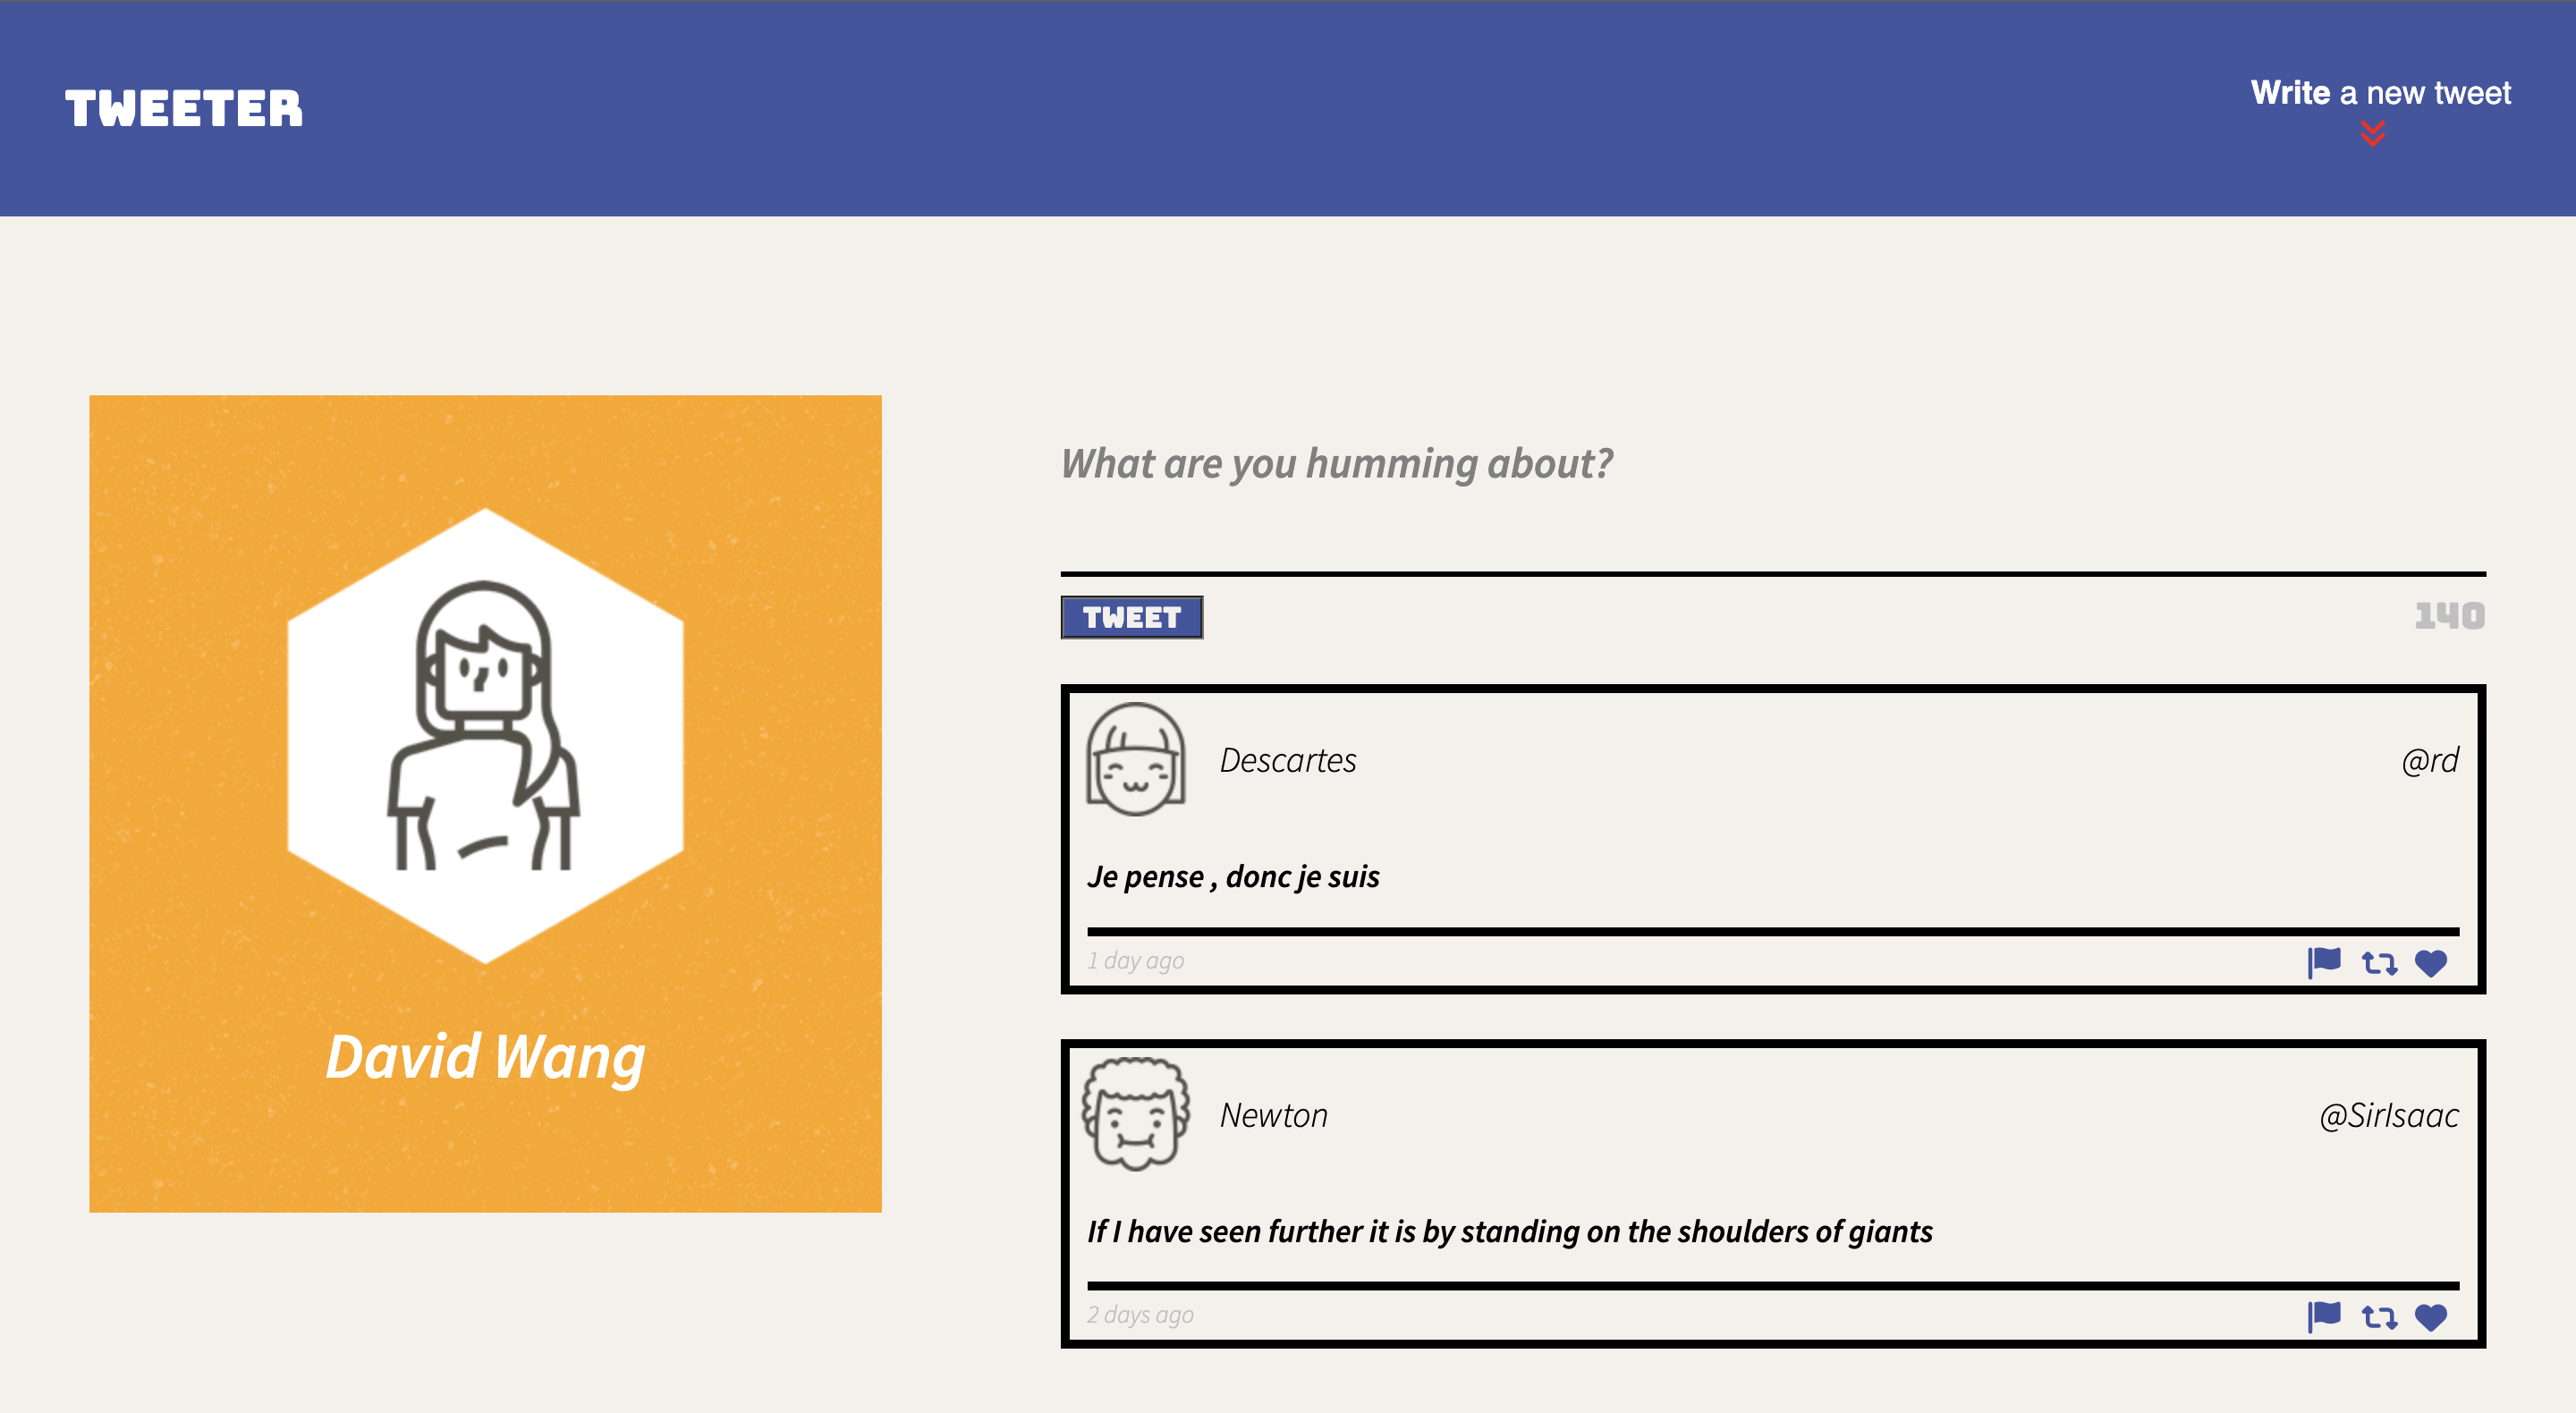 TWEETER
Write a new tweet
David Wang
What are you humming about?
TWEET
140
Descartes
@rd
Je pense , donc je suis
1 day ago
Newton
@SirIsaac
If I have seen further it is by standing on the shoulders of giants
2 days ago